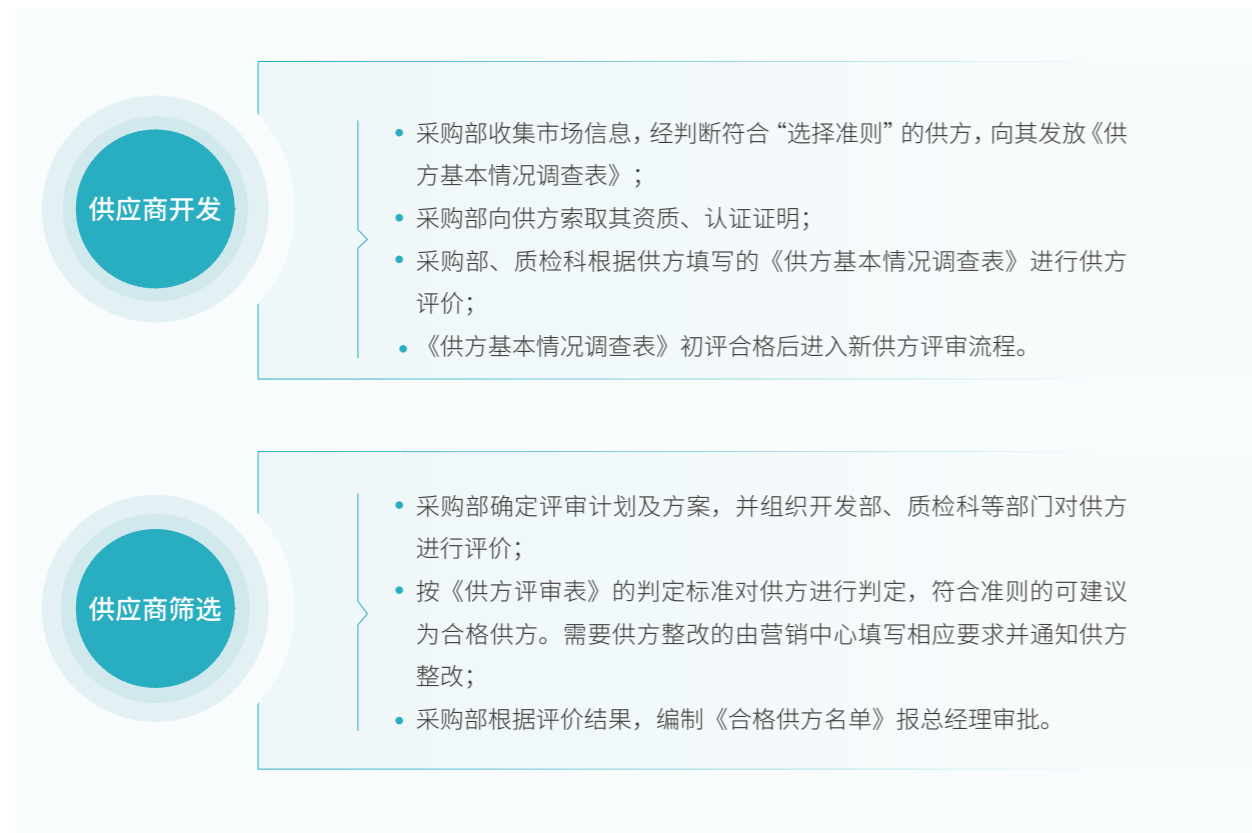 供应商开发
• 采购部收集市场信息，经判断符合“选择准则”的供方，向其发放《供
方基本情况调查表》；
• 采购部向供方索取其资质、认证证明；
• 采购部、质检科根据供方填写的《供方基本情况调查表》进行供方
评价；
• 《供方基本情况调查表》初评合格后进入新供方评审流程。
供应商筛选
• 采购部确定评审计划及方案，并组织开发部、质检科等部门对供方
进行评价；
• 按《供方评审表》的判定标准对供方进行判定，符合准则的可建议
为合格供方。需要供方整改的由营销中心填写相应要求并通知供方
整改；
• 采购部根据评价结果，编制《合格供方名单》报总经理审批。